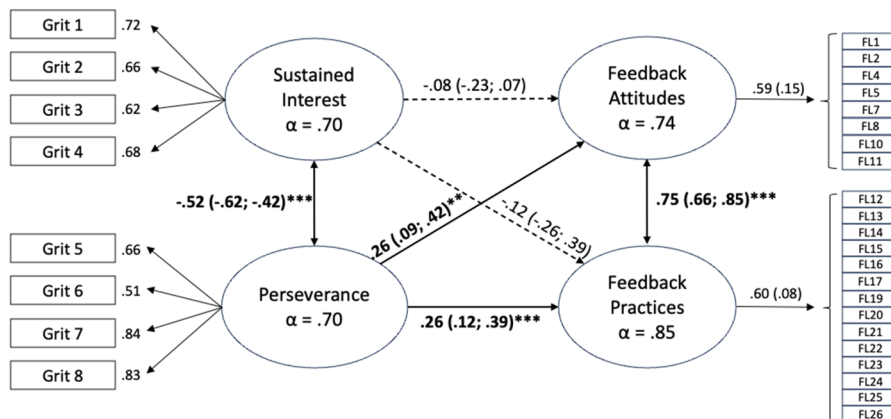 Grit 1
.72
Grit 2
.66
Grit 3
.62
Grit 4
.68
Sustained
Interest
α = .70
-.08 (-.23; .07)
Feedback
Attitudes
α = .74
.59 (.15)
FL1
FL2
FL4
FL5
FL7
FL8
FL10
FL11
-.52 (-.62; -.42)***
.26 (.09; .42)**
-.12 (-.26; .39)
.75 (.66; .85)***
Grit 5
.66
Grit 6
.51
Grit 7
.84
Grit 8
.83
Perseverance
α = .70
.26 (.12; .39)***
Feedback
Practices
α = .85
.60 (.08)
FL12
FL13
FL14
FL15
FL16
FL17
FL19
FL20
FL21
FL22
FL23
FL24
FL25
FL26